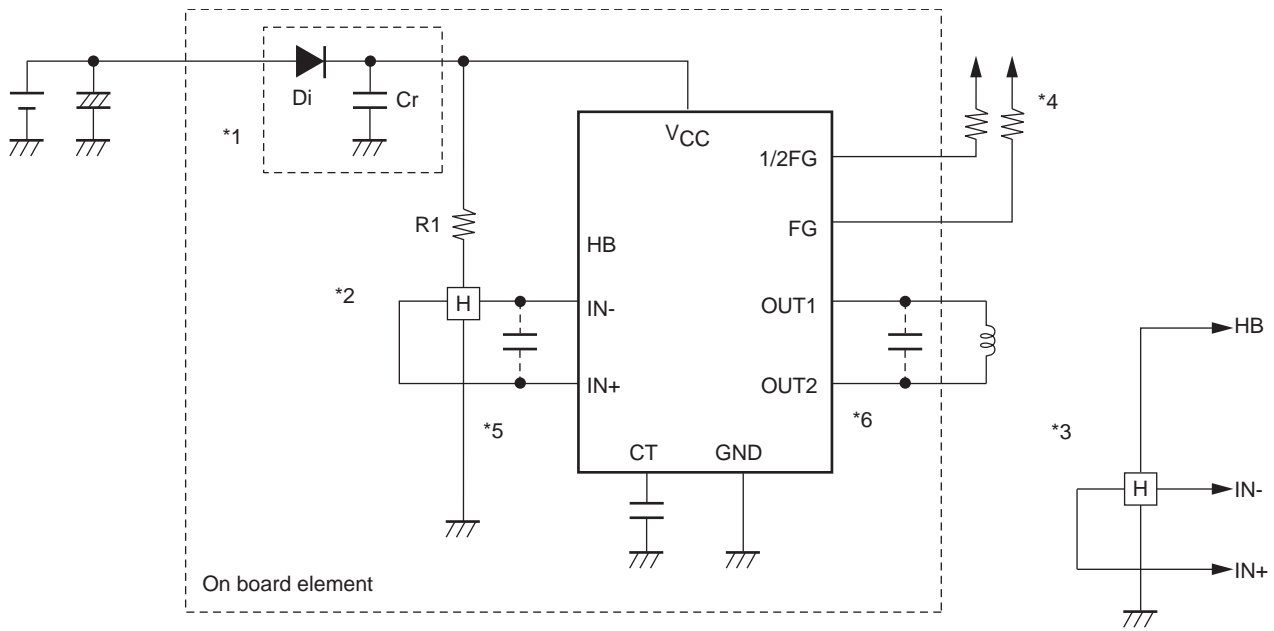 Di
Cr
*1
*4
VCC
1/2FG
R1
FG
HB
*2
H
IN-
OUT1
HB
IN+
OUT2
*6
*5
*3
CT
GND
H
IN-
On board element
IN+